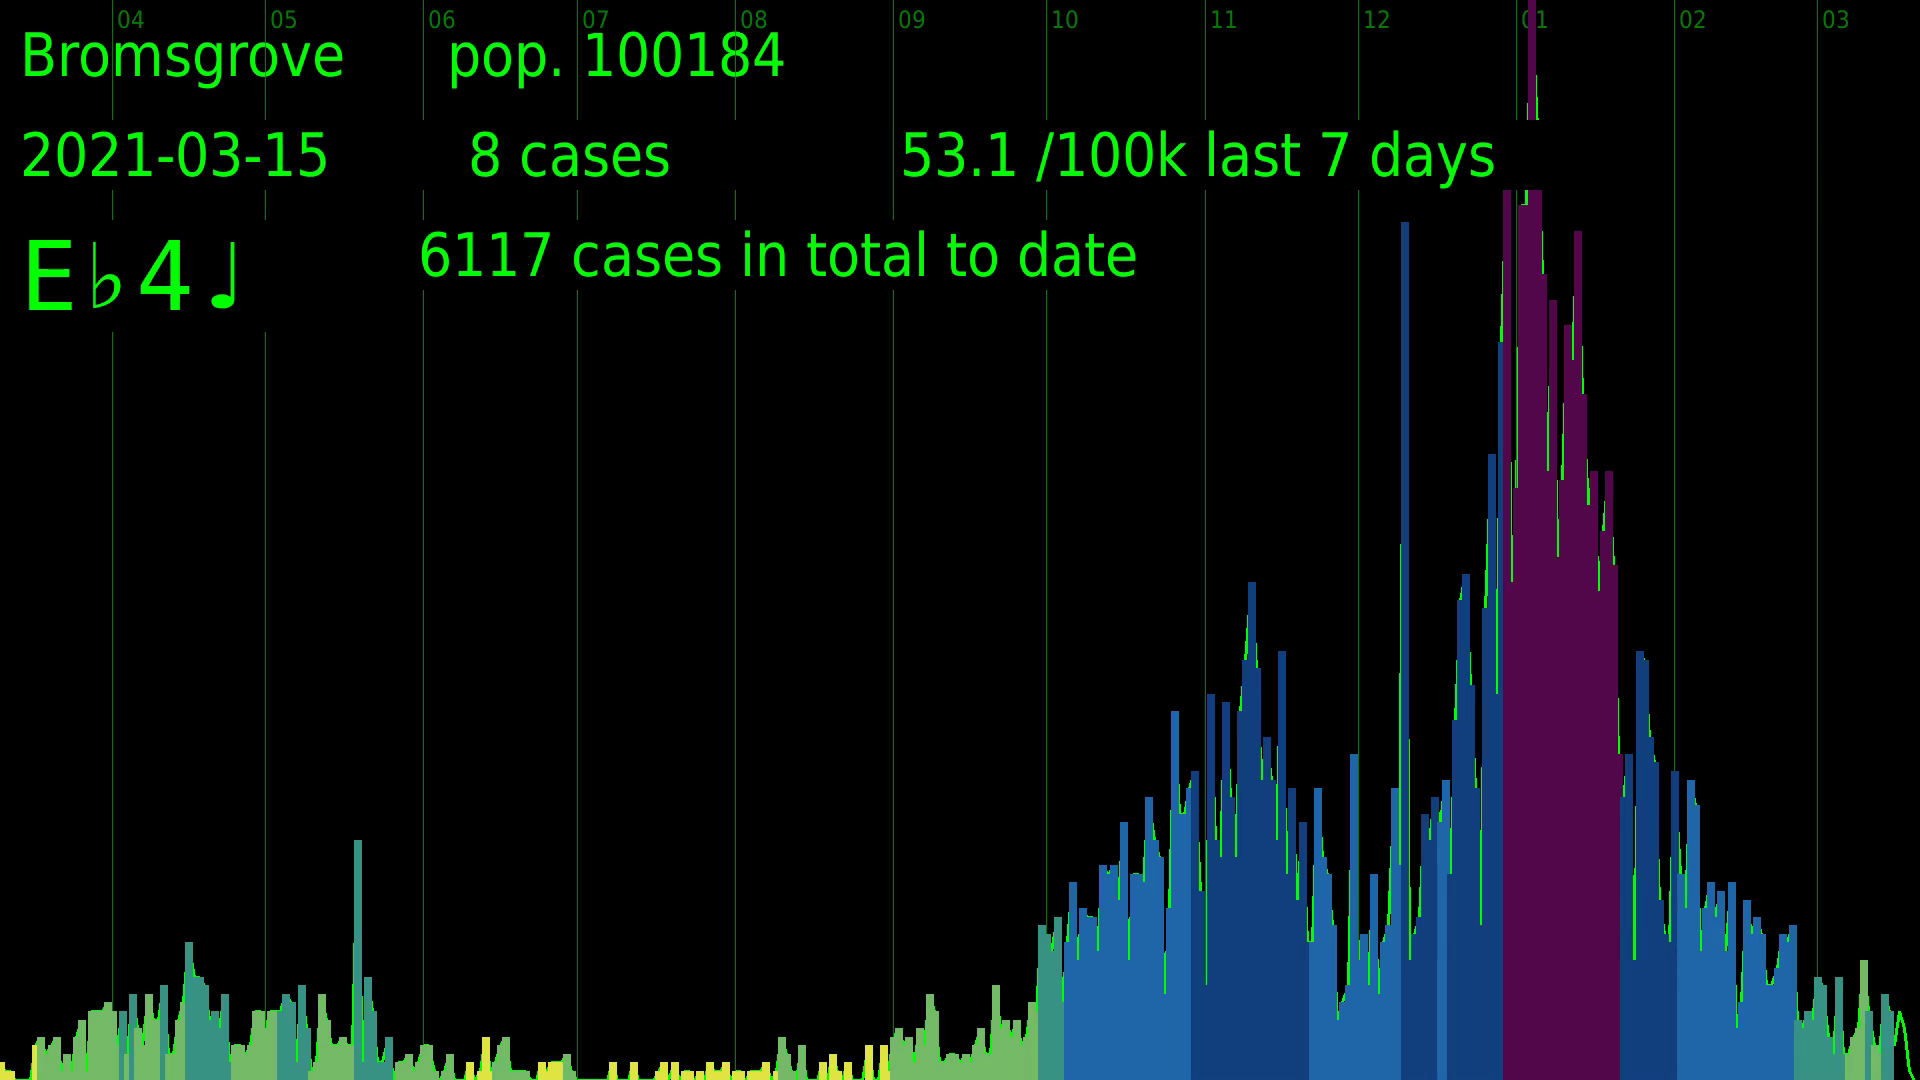 04 05 06 07 08 09 10 11 12 01 02 03
Bromsgrove pop. 100184
2021-03-15 8 cases 53.1 /100k last 7 days
E♭4♩ 6117 cases in total to date